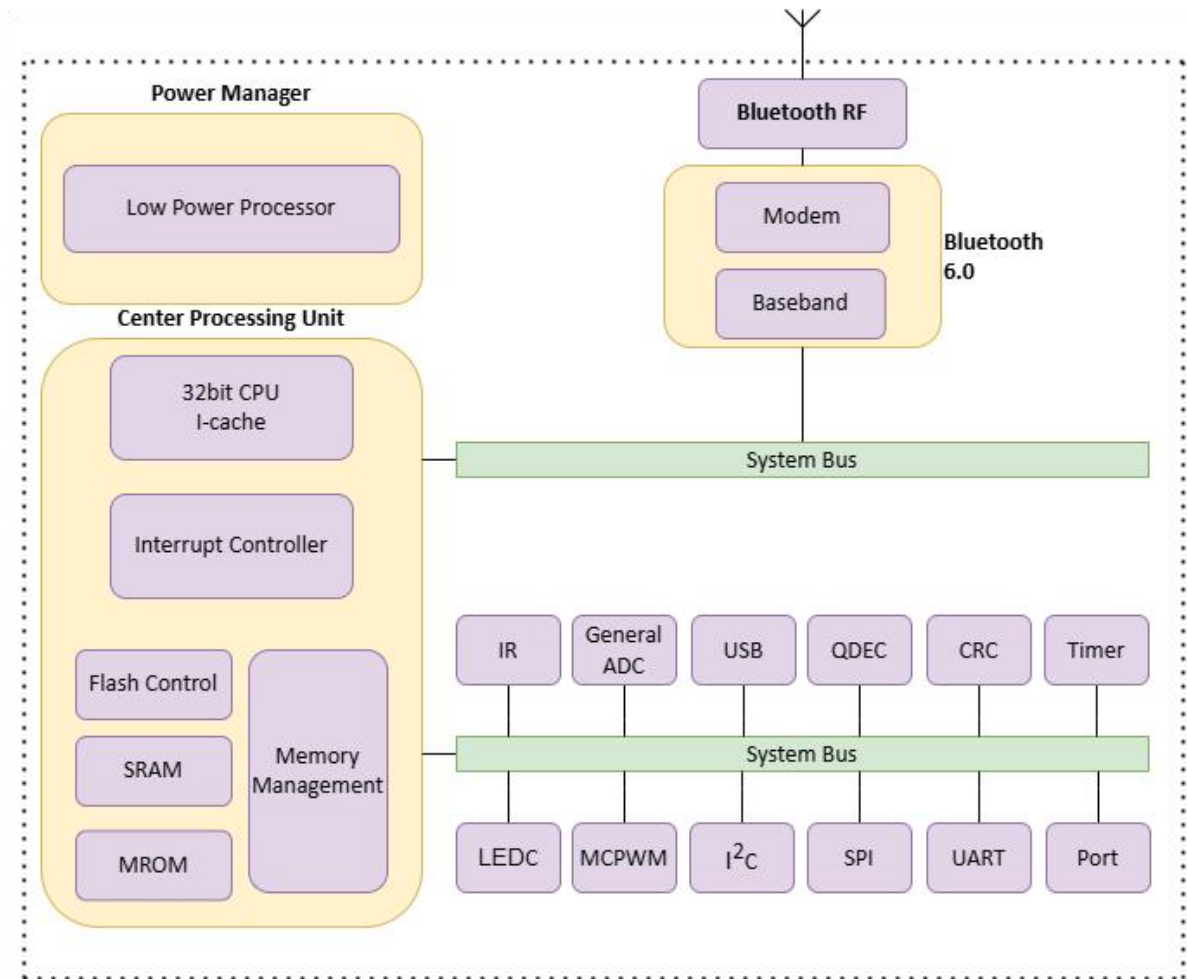 Power Manager
Low Power Processor
Bluetooth RF
Modem
Baseband
Bluetooth
6.0
Center Processing Unit
32bit CPU
I-cache
Interrupt Controller
Flash Control
SRAM
MROM
Memory
Management
System Bus
IR
General
ADC
USB
QDEC
CRC
Timer
System Bus
LEDC
MCPWM
I²C
SPI
UART
Port